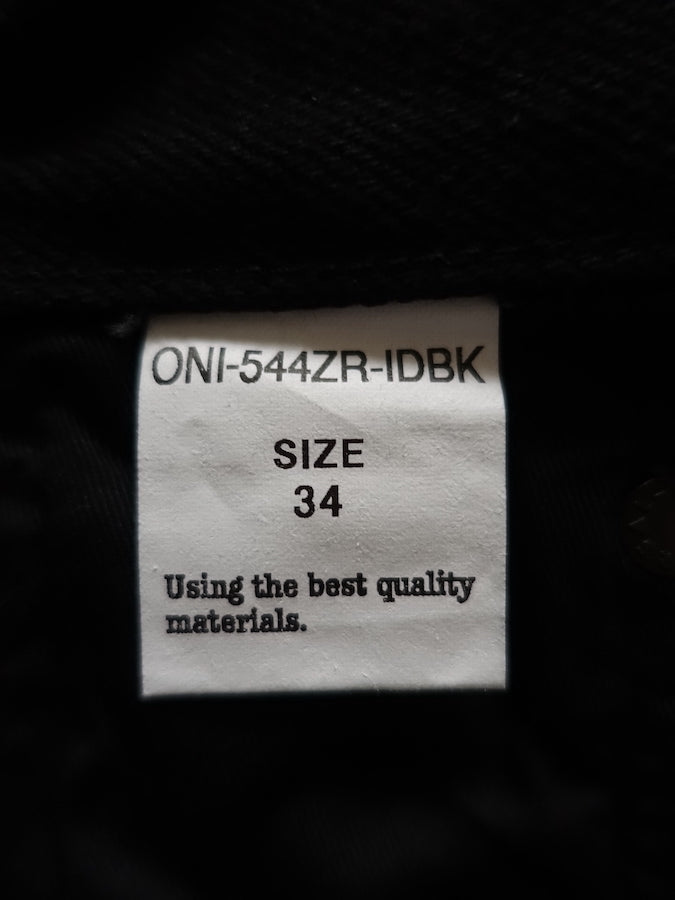 ONI-544ZR-IDBK
SIZE
34
Using the best quality
materials.